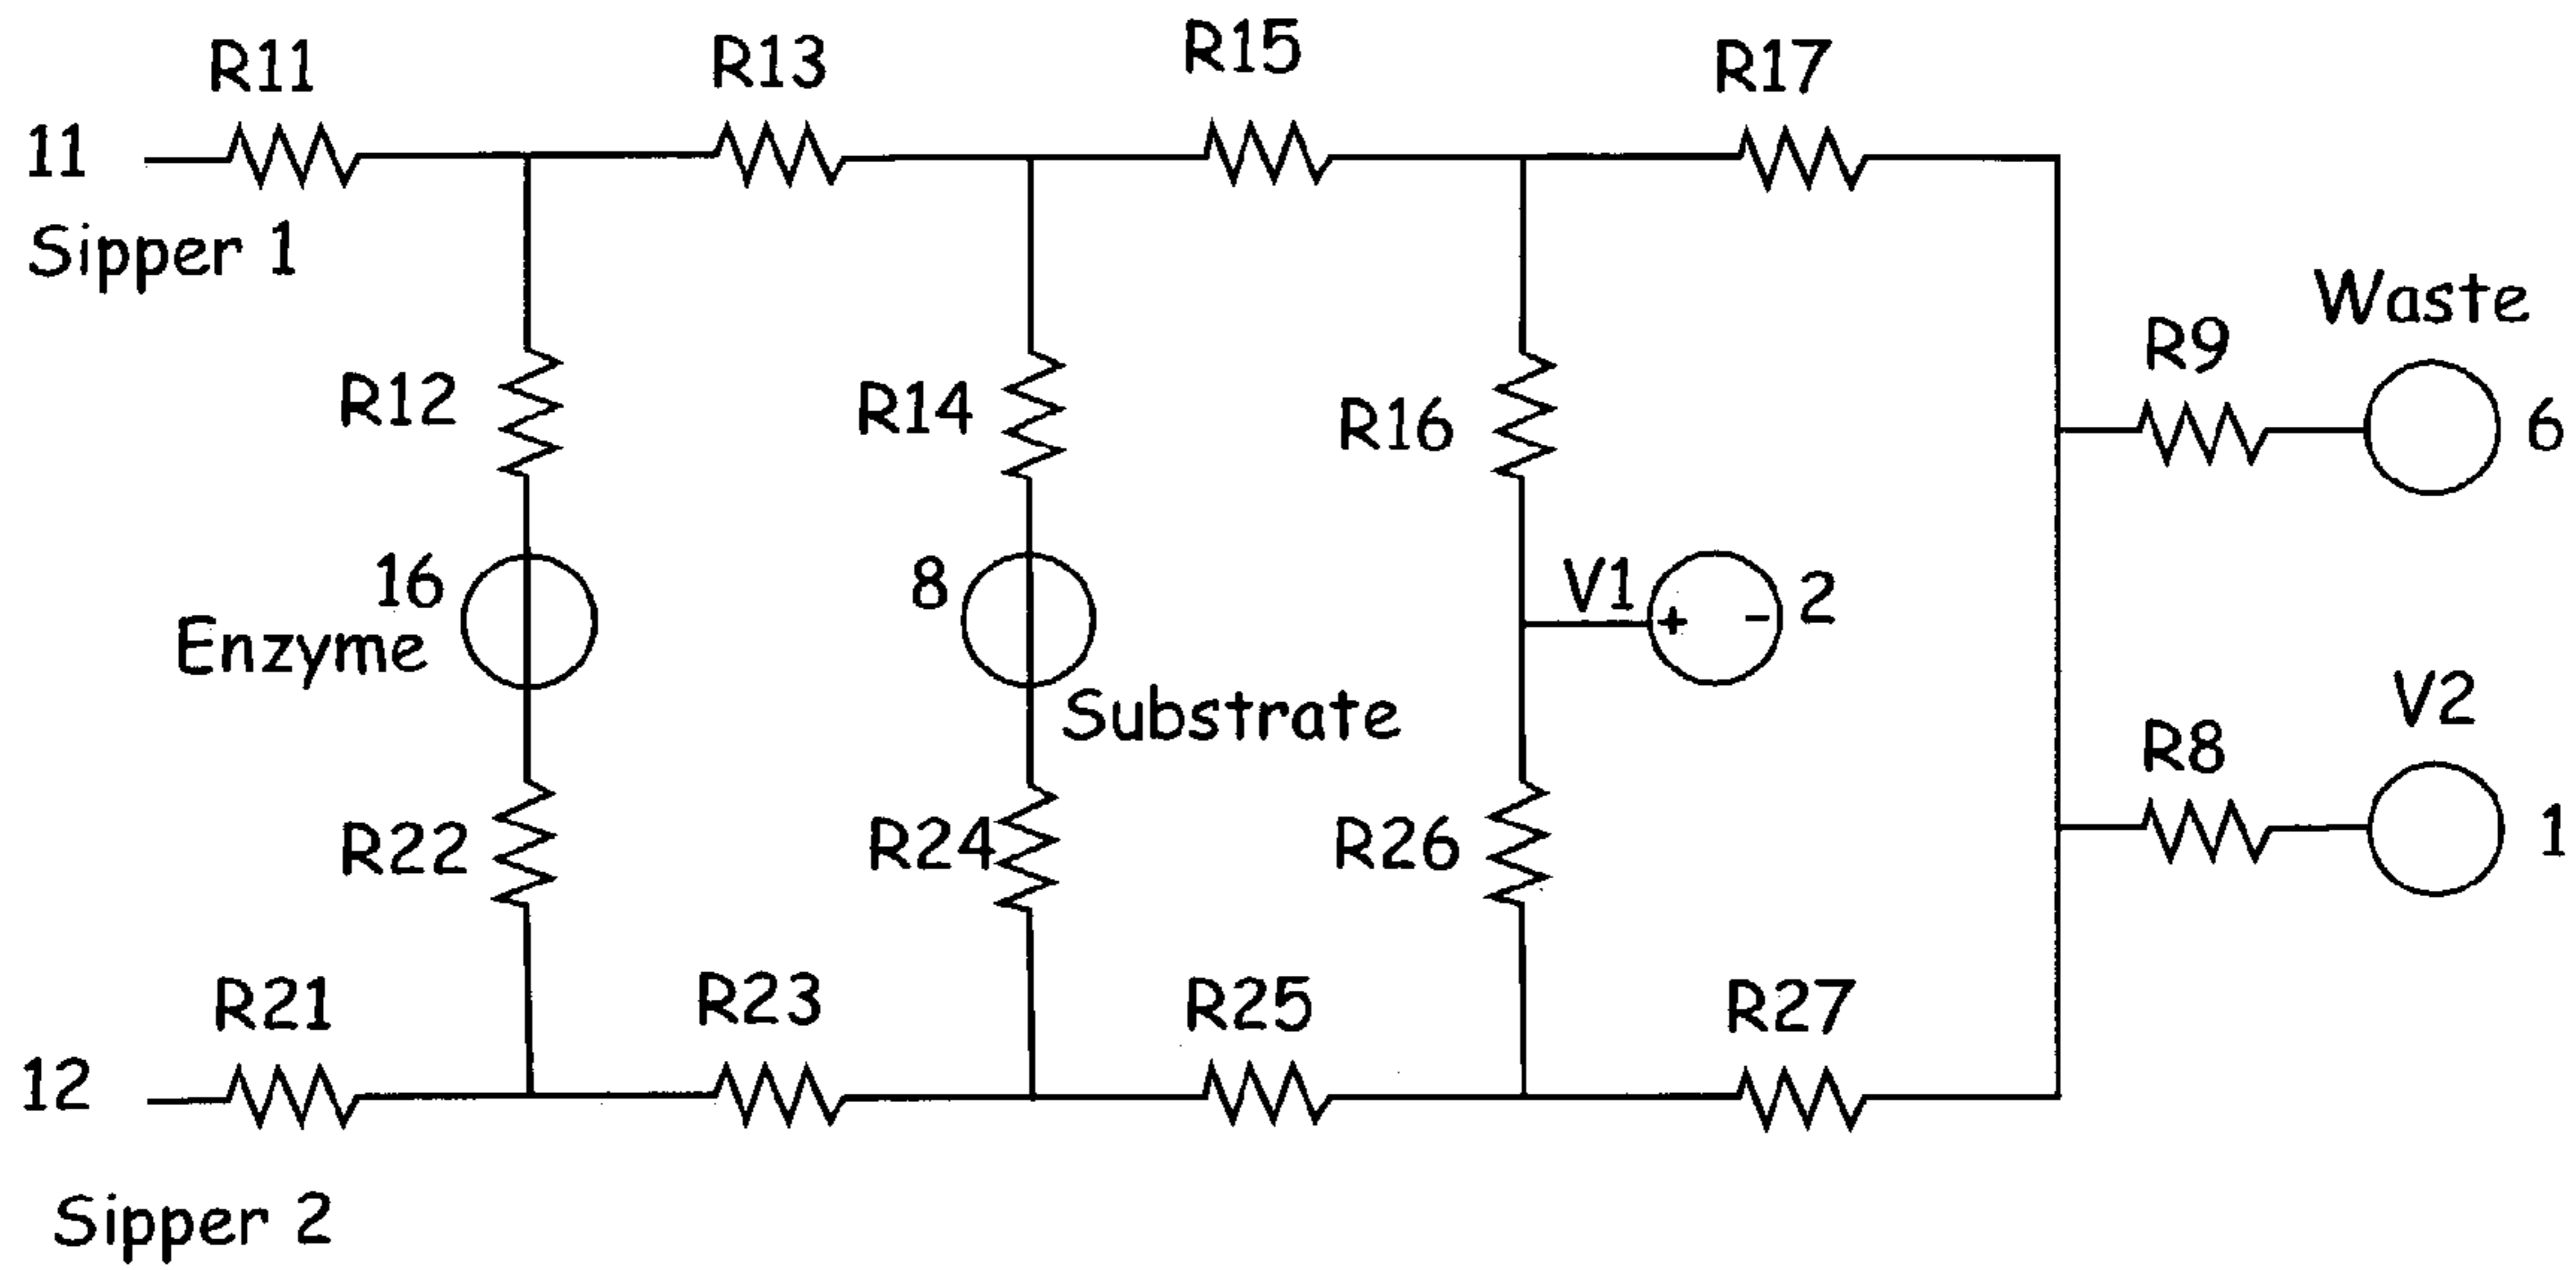 R11
R13
R15
R17
11
Sipper 1
Waste
R9
6
R12
R14
R16
16
Enzyme
8
Substrate
V1
+ -
2
V2
R8
1
R22
R24
R26
R21
R23
R25
R27
12
Sipper 2